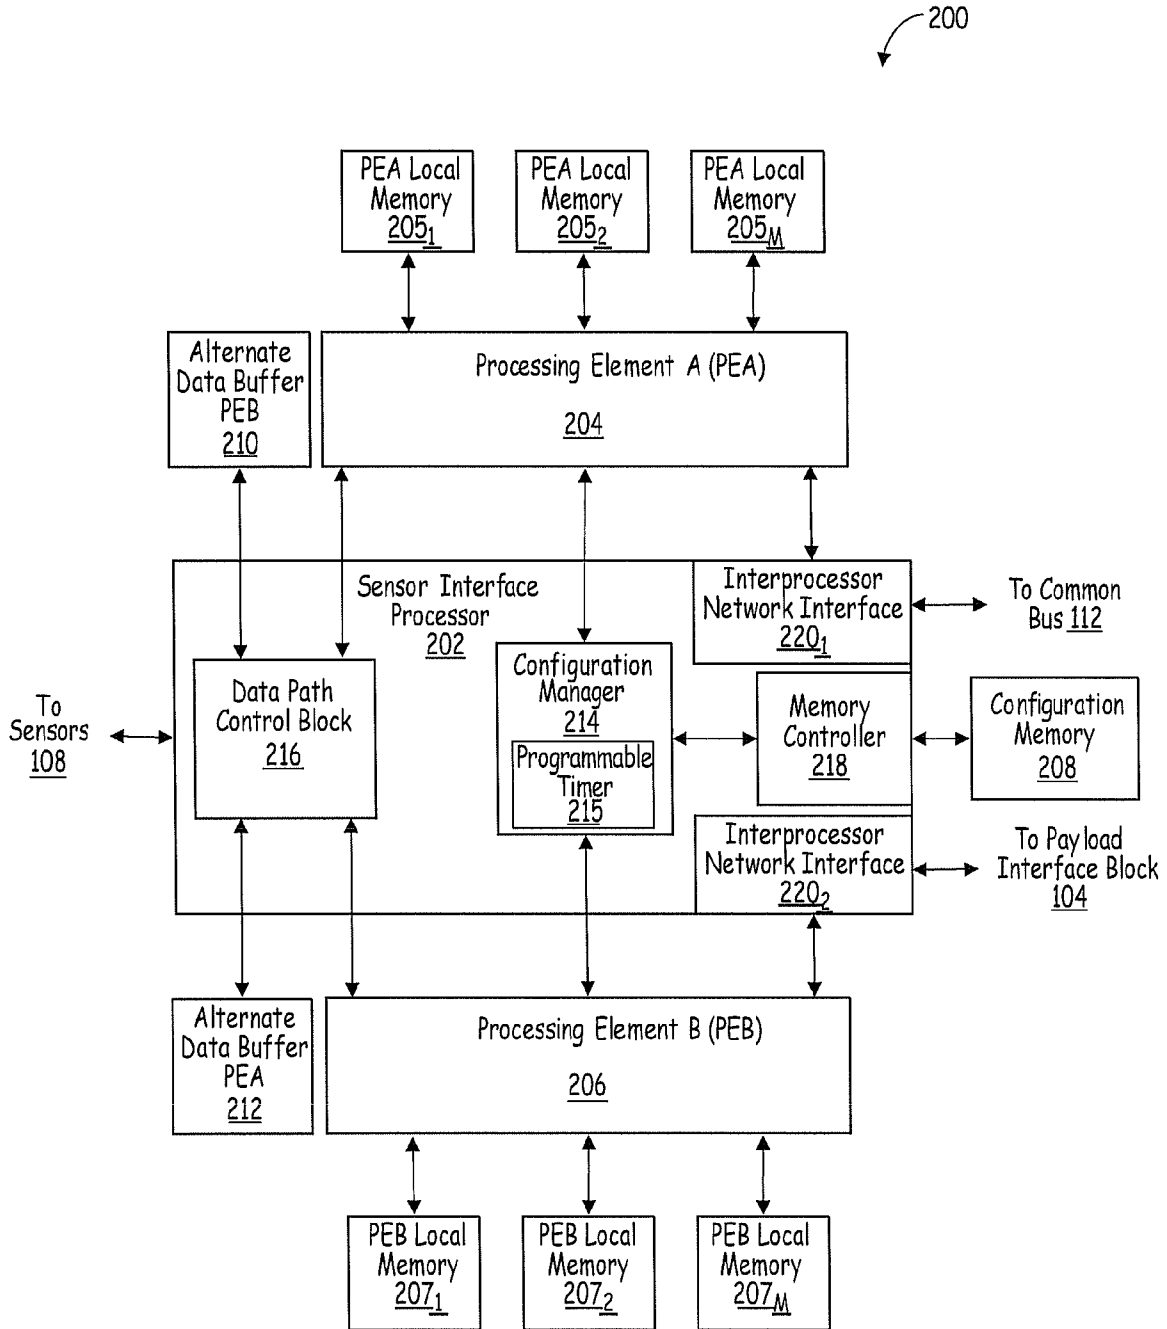 200
PEA Local
Memory
205₁
PEA Local
Memory
205₂
PEA Local
Memory
205M
Alternate
Data Buffer
PEB
210
Processing Element A (PEA)
204
Sensor Interface
Processor
202
Interprocessor
Network Interface
220₁
To Common
Bus 112
To
Sensors
108
Data Path
Control Block
216
Configuration
Manager
214
Programmable
Timer
215
Memory
Controller
218
Configuration
Memory
208
Interprocessor
Network Interface
220₂
To Payload
Interface Block
104
Alternate
Data Buffer
PEA
212
Processing Element B (PEB)
206
PEB Local
Memory
207₁
PEB Local
Memory
207₂
PEB Local
Memory
207M